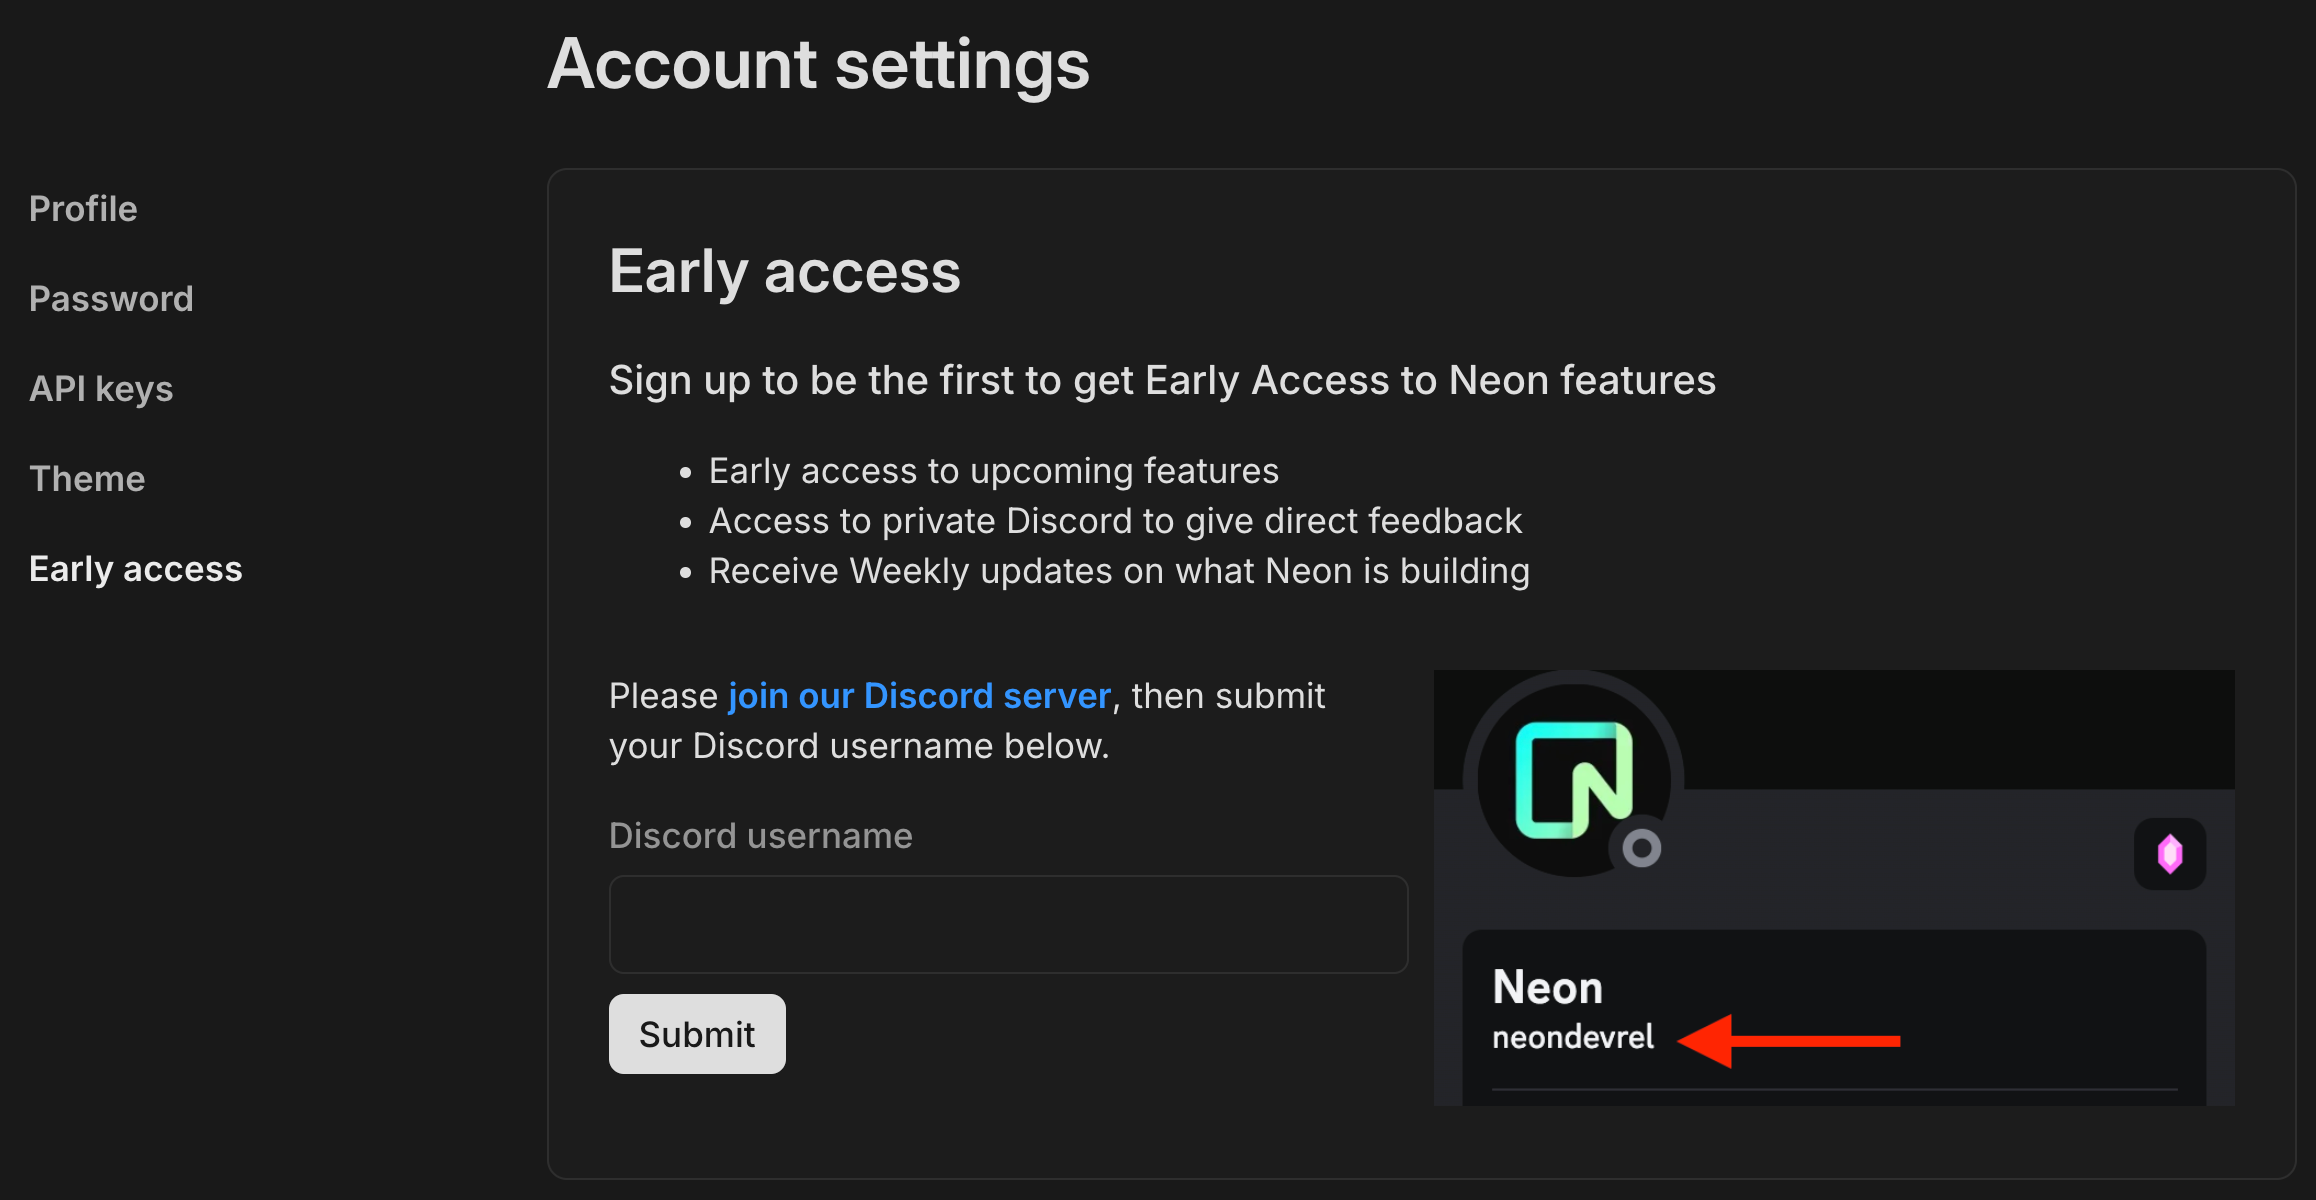 Account settings
Profile
Password
API keys
Theme
Early access
Early access
Sign up to be the first to get Early Access to Neon features
• Early access to upcoming features
• Access to private Discord to give direct feedback
• Receive Weekly updates on what Neon is building
Please join our Discord server, then submit
your Discord username below.
Discord username
Submit
Neon
neondevrel